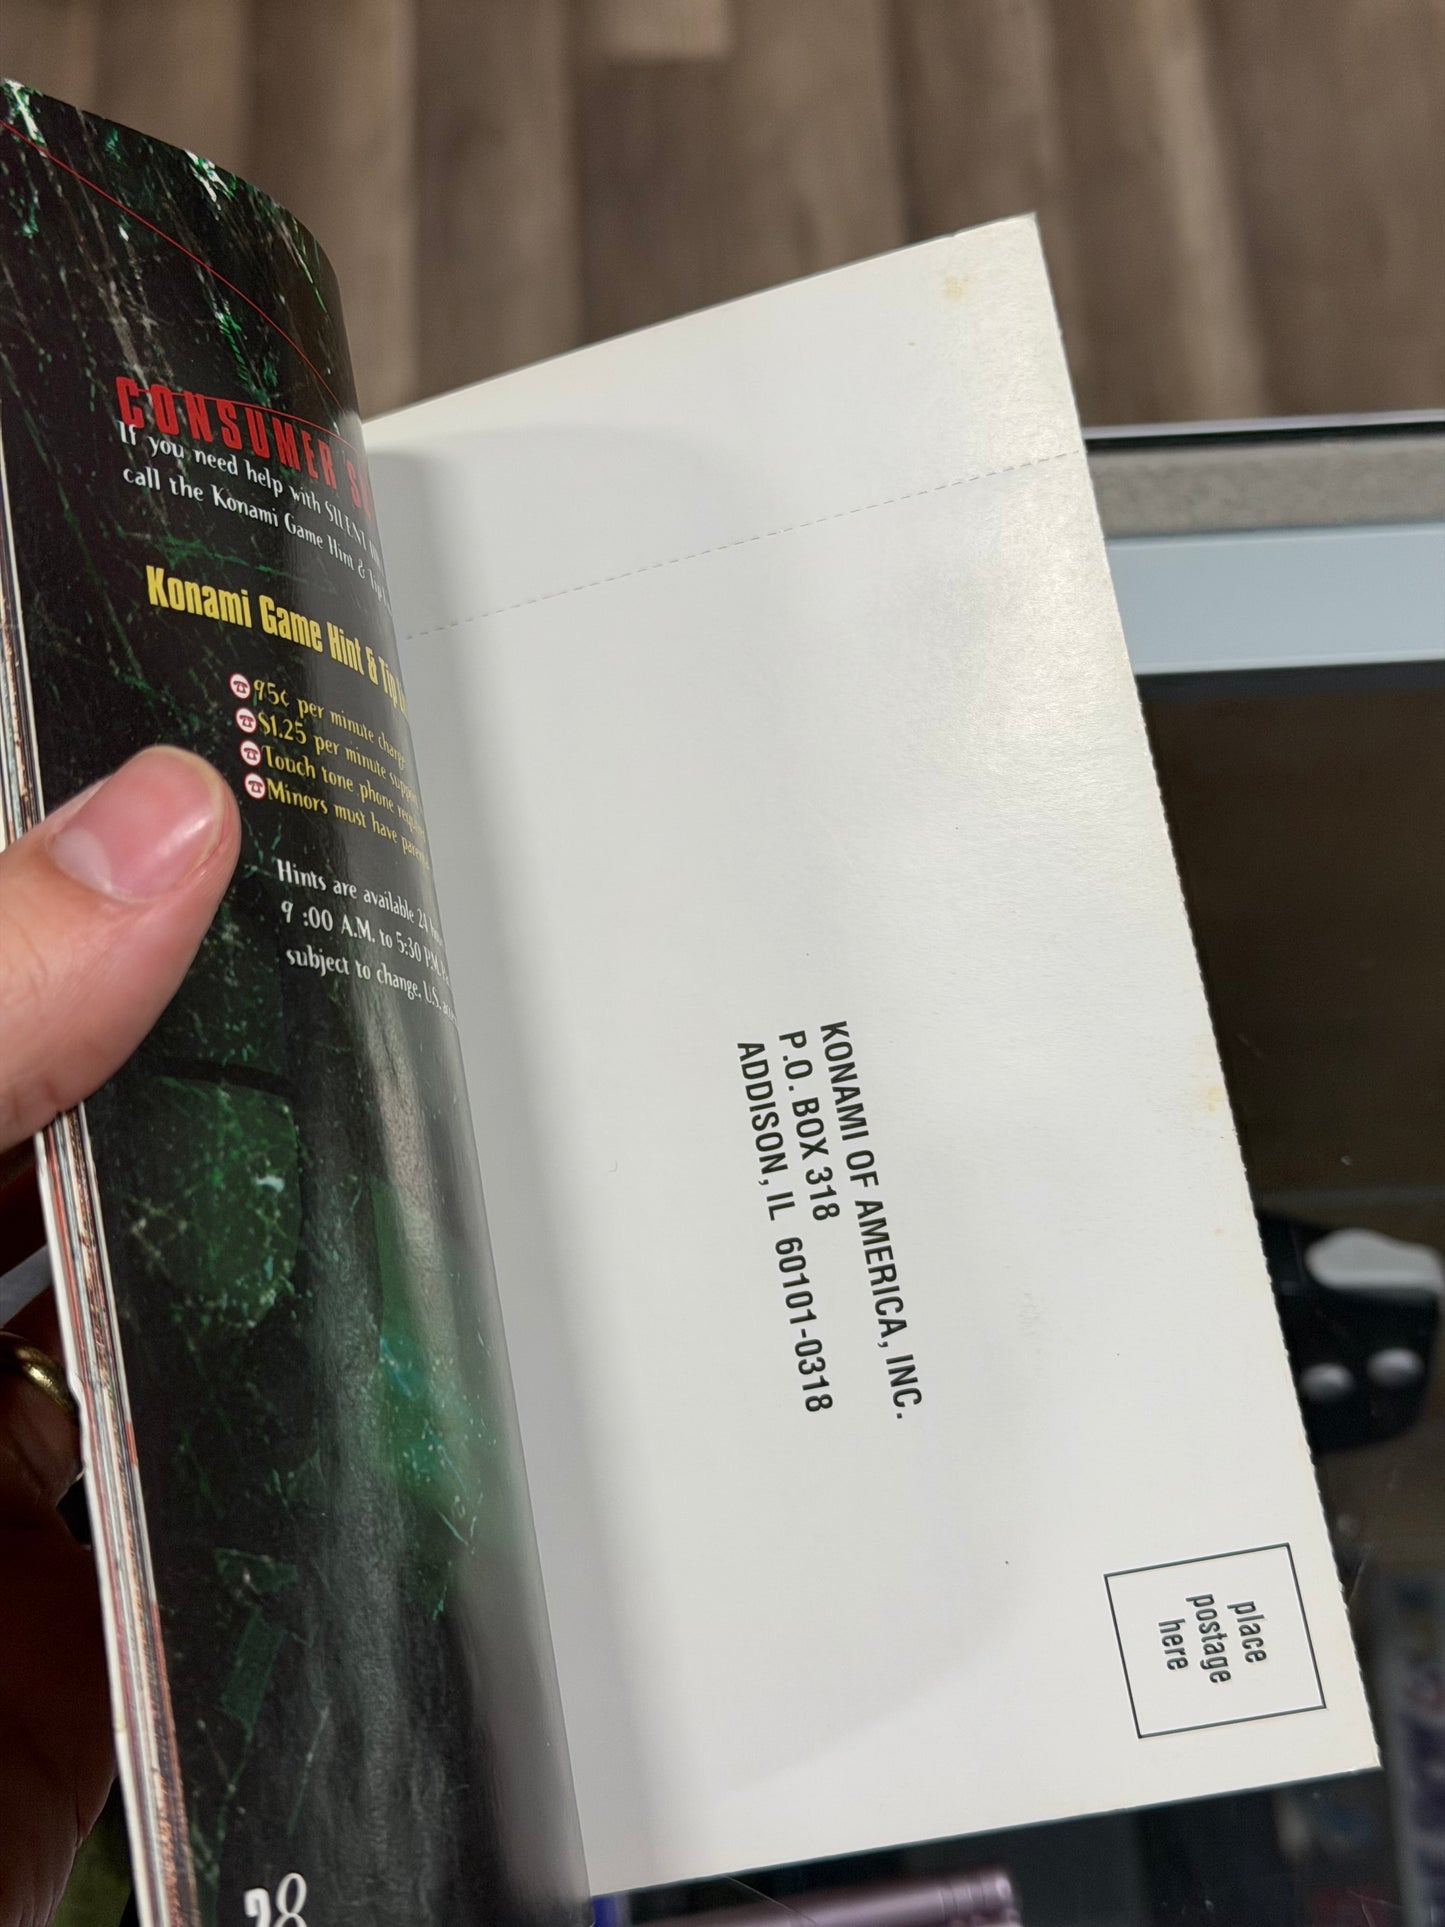 CONSUMER
If you need help with SILENT
call the Konami Game Hint & Tip
Konami Game Hint & Tip
95¢ per minute charge
$1.25 per minute support
Touch tone phone required
Minors must have
Hints are available 24
9 :00 A.M. to 5:30 P.M.
subject to change. U.S.
28
KONAMI OF AMERICA, INC.
P.O. BOX 318
ADDISON, IL 60101-0318
place
postage
here